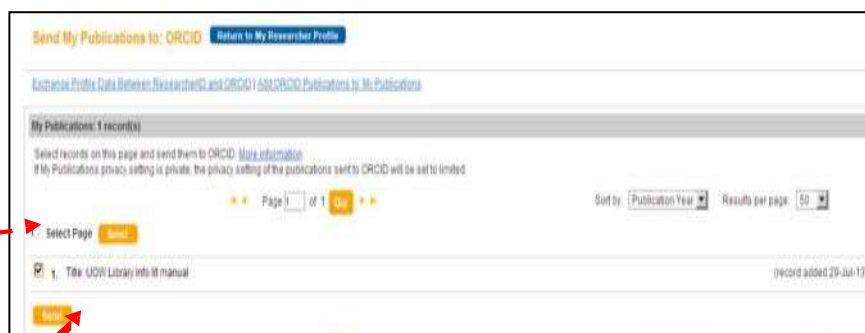 Send My Publications to: ORCID Return to My Researcher Profile
Exchange Profile Data Between ResearcherID and ORCID | Add ORCID Publications to My Publications
My Publications: 1 record(s)
Select records on this page and send them to ORCID. More information
If My Publications privacy setting is private, the privacy setting of the publications sent to ORCID will be set to limited.
Page 1 of 1 Go Sort by: Publication Year Results per page: 50
Select Page Send
1. Title: UOW Library info lit manual (record added 29-Jul-13
Send